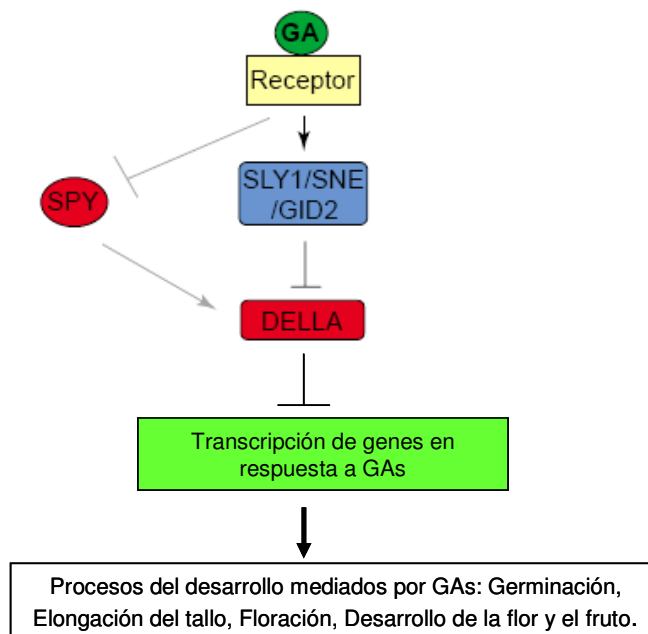 GA
Receptor
SLY1/SNE
/GID2
SPY
DELLA
Transcripción de genes en
respuesta a GAs
Procesos del desarrollo mediados por GAs: Germinación,
Elongación del tallo, Floración, Desarrollo de la flor y el fruto.